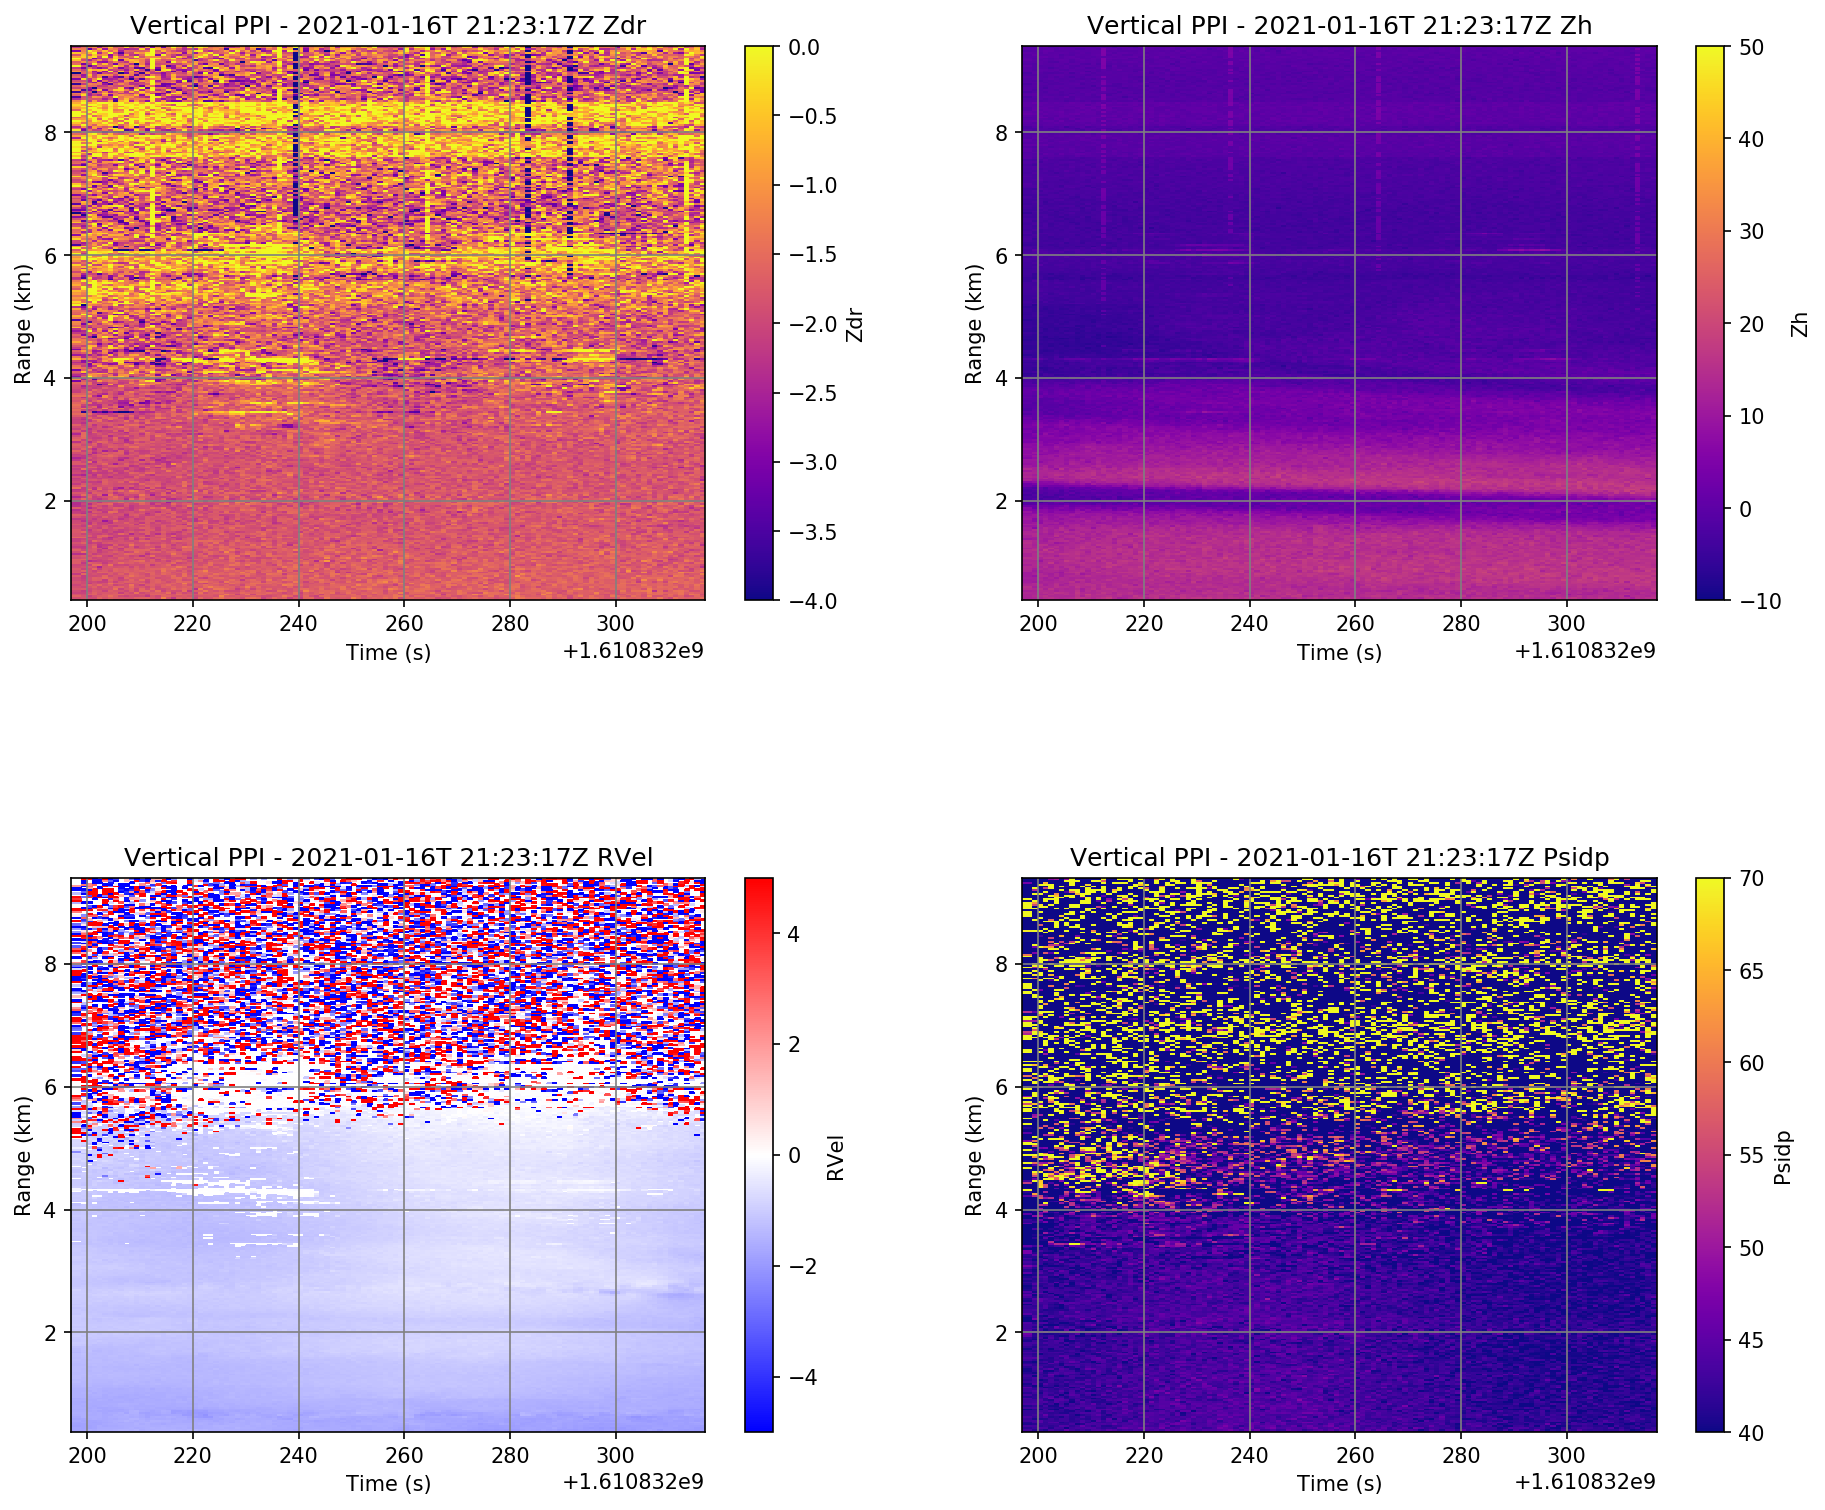 Vertical PPI - 2021-01-16T 21:23:17Z Zdr
8
6
4
2
Range (km)
200 220 240 260 280 300
Time (s)
+1.610832e9
0.0
−0.5
−1.0
−1.5
−2.0
−2.5
−3.0
−3.5
−4.0
Zdr
Vertical PPI - 2021-01-16T 21:23:17Z Zh
8
6
4
2
Range (km)
200 220 240 260 280 300
Time (s)
+1.610832e9
50
40
30
20
10
0
−10
Zh
Vertical PPI - 2021-01-16T 21:23:17Z RVel
8
6
4
2
Range (km)
200 220 240 260 280 300
Time (s)
+1.610832e9
4
2
0
−2
−4
RVel
Vertical PPI - 2021-01-16T 21:23:17Z Psidp
8
6
4
2
Range (km)
200 220 240 260 280 300
Time (s)
+1.610832e9
70
65
60
55
50
45
40
Psidp